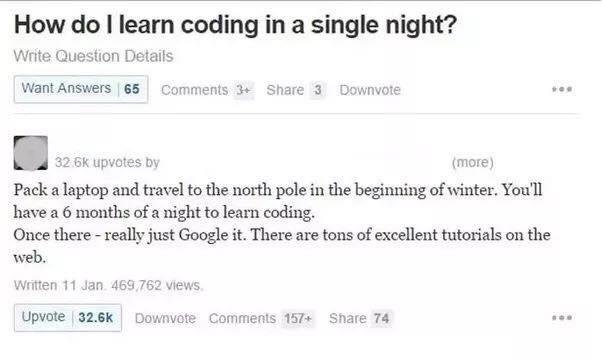 How do I learn coding in a single night?
Write Question Details
Want Answers 65 Comments 3+ Share 3 Downvote
32.6k upvotes by (more)
Pack a laptop and travel to the north pole in the beginning of winter. You'll
have a 6 months of a night to learn coding.
Once there - really just Google it. There are tons of excellent tutorials on the
web.
Written 11 Jan. 469,762 views.
Upvote 32.6k Downvote Comments 157+ Share 74